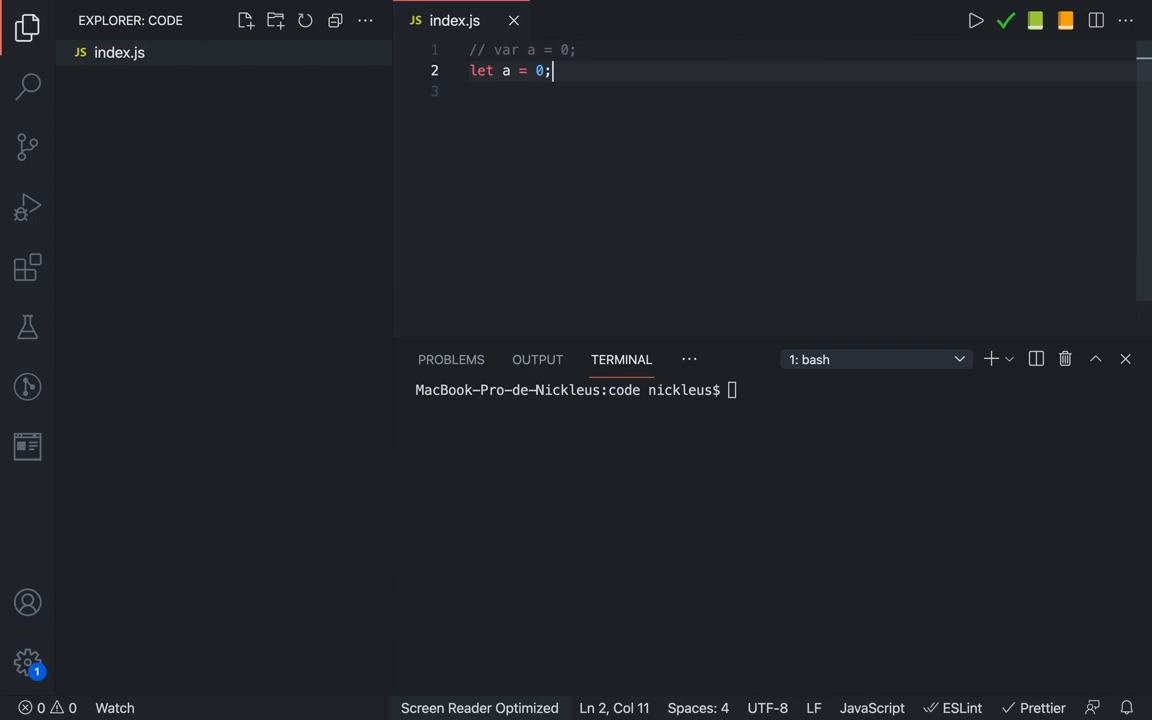 EXPLORER: CODE
JS index.js
JS index.js
1 // var a = 0;
2 let a = 0;
3
PROBLEMS OUTPUT TERMINAL 1: bash
MacBook-Pro-de-Nickleus:code nickleus$
1
0 0 Watch Screen Reader Optimized Ln 2, Col 11 Spaces: 4 UTF-8 LF JavaScript ESLint Prettier